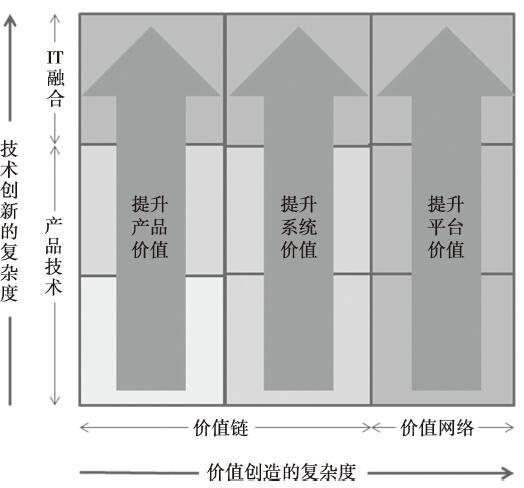 技术创新的复杂度
IT
融合
产品技术
提升
产品
价值
提升
系统
价值
提升
平台
价值
价值链
价值网络
价值创造的复杂度